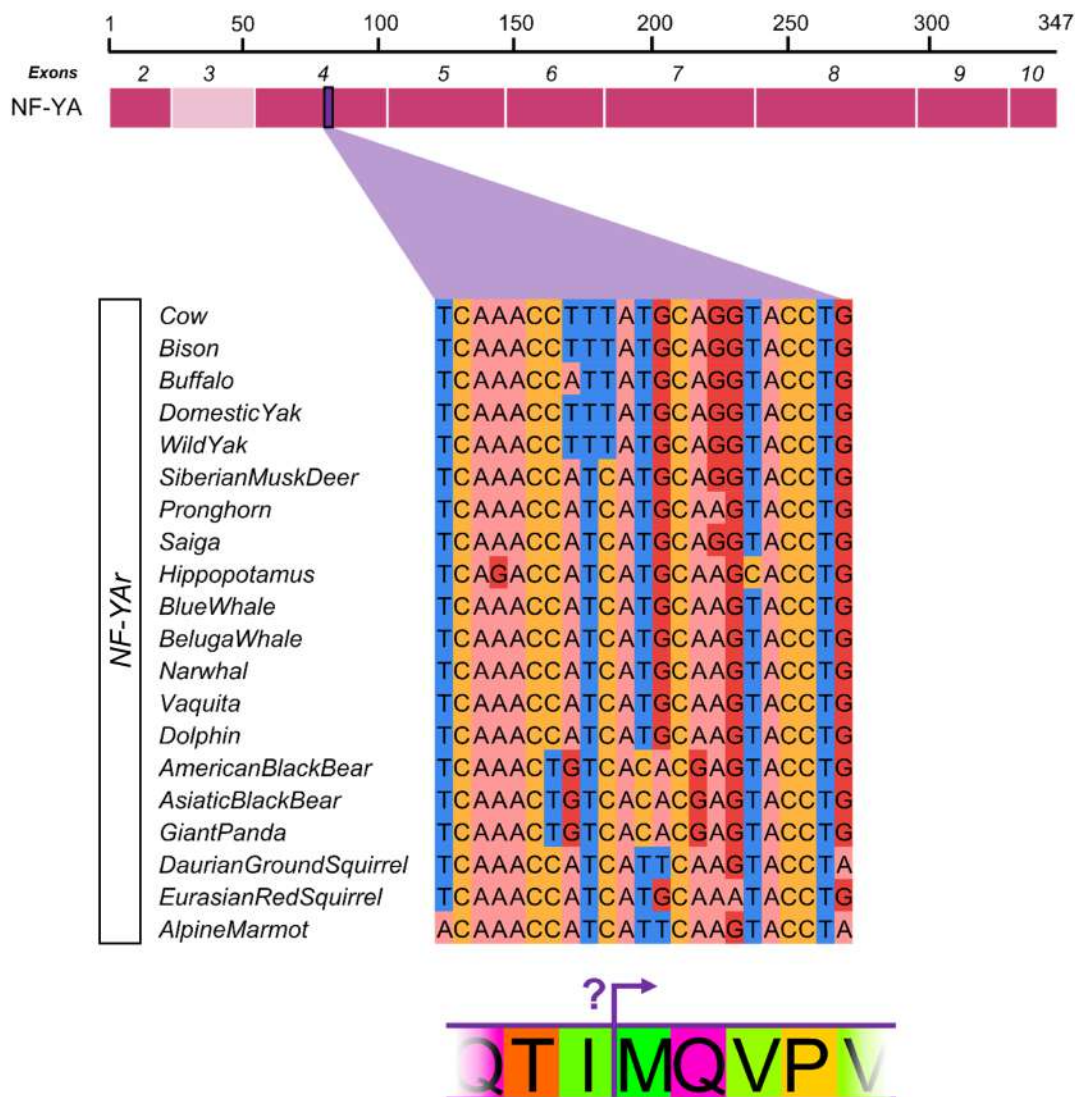 1 50 100 150 200 250 300 347
Exons 2 3 4 5 6 7 8 9 10
NF-YA
NF-YAr
Cow TCAAACCTTTATGCAGGTACCTG
Bison TCAAACCTTTATGCAGGTACCTG
Buffalo TCAAACCATTATGCAGGTACCTG
DomesticYak TCAAACCTTTATGCAGGTACCTG
WildYak TCAAACCTTTATGCAGGTACCTG
SiberianMuskDeer TCAAACCATCATGCAGGTACCTG
Pronghorn TCAAACCATCATGCAAGTACCTG
Saiga TCAAACCATCATGCAGGTACCTG
Hippopotamus TCAGACCATCATGCAAGCACCTG
BlueWhale TCAAACCATCATGCAAGTACCTG
BelugaWhale TCAAACCATCATGCAAGTACCTG
Narwhal TCAAACCATCATGCAAGTACCTG
Vaquita TCAAACCATCATGCAAGTACCTG
Dolphin TCAAACCATCATGCAAGTACCTG
AmericanBlackBear TCAAACTGTCACACGAGTACCTG
AsiaticBlackBear TCAAACTGTCACACGAGTACCTG
GiantPanda TCAAACTGTCACACGAGTACCTG
DaurianGroundSquirrel TCAAACCATCATTCAAGTACCTA
EurasianRedSquirrel TCAAACCATCATGCAAATACCTG
AlpineMarmot ACAAACCATCATTCAAGTACCTA
?
QTIMQVPV